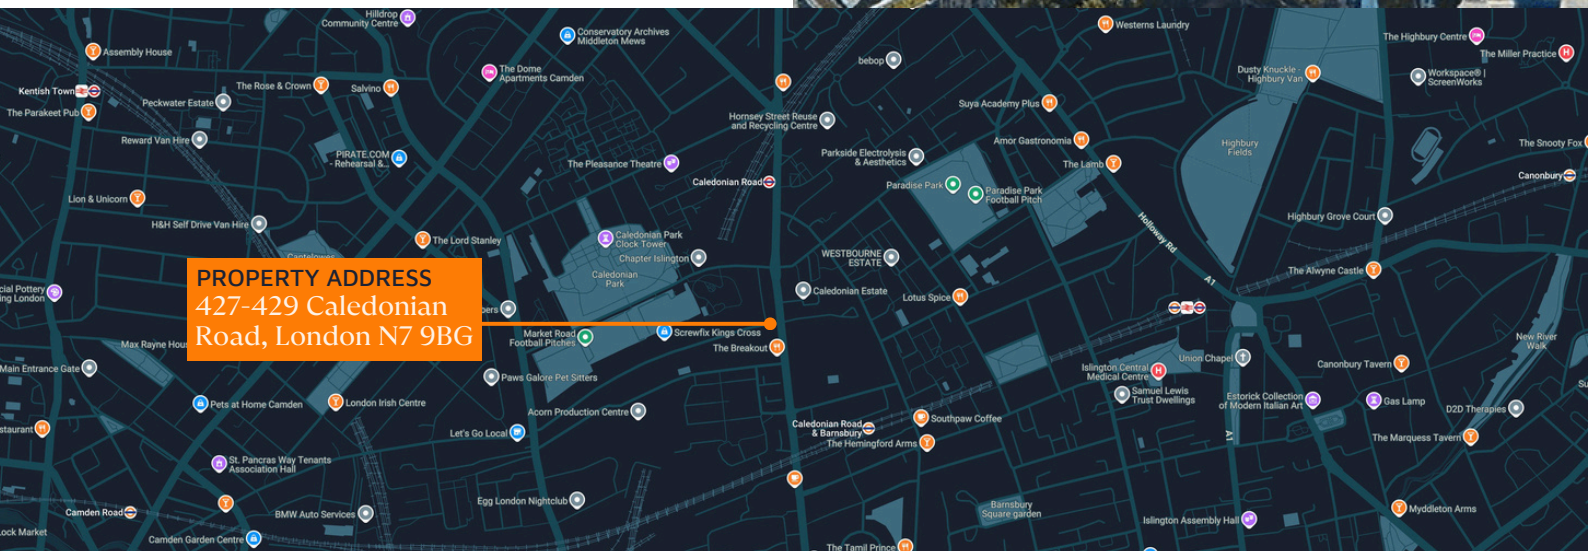 Hilldrop
Community Centre
Conservatory Archives
Middleton Mews
Westerns Laundry
The Highbury Centre
The Miller Practice
Assembly House
bebop
The Dome
Apartments Camden
Dusty Knuckle -
Highbury Van
Workspace® |
ScreenWorks
Kentish Town
The Rose & Crown
Salvino
Peckwater Estate
Suya Academy Plus
The Parakeet Pub
Hornsey Street Reuse
and Recycling Centre
Reward Van Hire
Amor Gastronomia
Highbury
Fields
The Snooty Fox
PIRATE.COM
- Rehearsal &...
The Pleasance Theatre
Parkside Electrolysis
& Aesthetics
The Lamb
Caledonian Road
Paradise Park
Paradise Park
Football Pitch
Canonbury
Lion & Unicorn
H&H Self Drive Van Hire
Holloway Rd
Highbury Grove Court
The Lord Stanley
Caledonian Park
Clock Tower
Cantelowes
Chapter Islington
WESTBOURNE
ESTATE
PROPERTY ADDRESS
427-429 Caledonian
Road, London N7 9BG
Caledonian
Park
A1
The Alwyne Castle
cial Pottery
ing London
Caledonian Estate
Lotus Spice
pers
Market Road
Football Pitches
Screwfix Kings Cross
The Breakout
Max Rayne Hou
New River
Walk
Main Entrance Gate
Union Chapel
Canonbury Tavern
Islington Central
Medical Centre
Paws Galore Pet Sitters
Samuel Lewis
Trust Dwellings
Estorick Collection
of Modern Italian Art
Gas Lamp
Su
Pets at Home Camden
London Irish Centre
Acorn Production Centre
D2D Therapies
Southpaw Coffee
staurant
Let's Go Local
Caledonian Road
& Barnsbury
The Hemingford Arms
A1
The Marquess Tavern
St. Pancras Way Tenants
Association Hall
Egg London Nightclub
Camden Road
BMW Auto Services
Barnsbury
Square garden
Islington Assembly Hall
Myddleton Arms
ock Market
Camden Garden Centre
The Tamil Prince